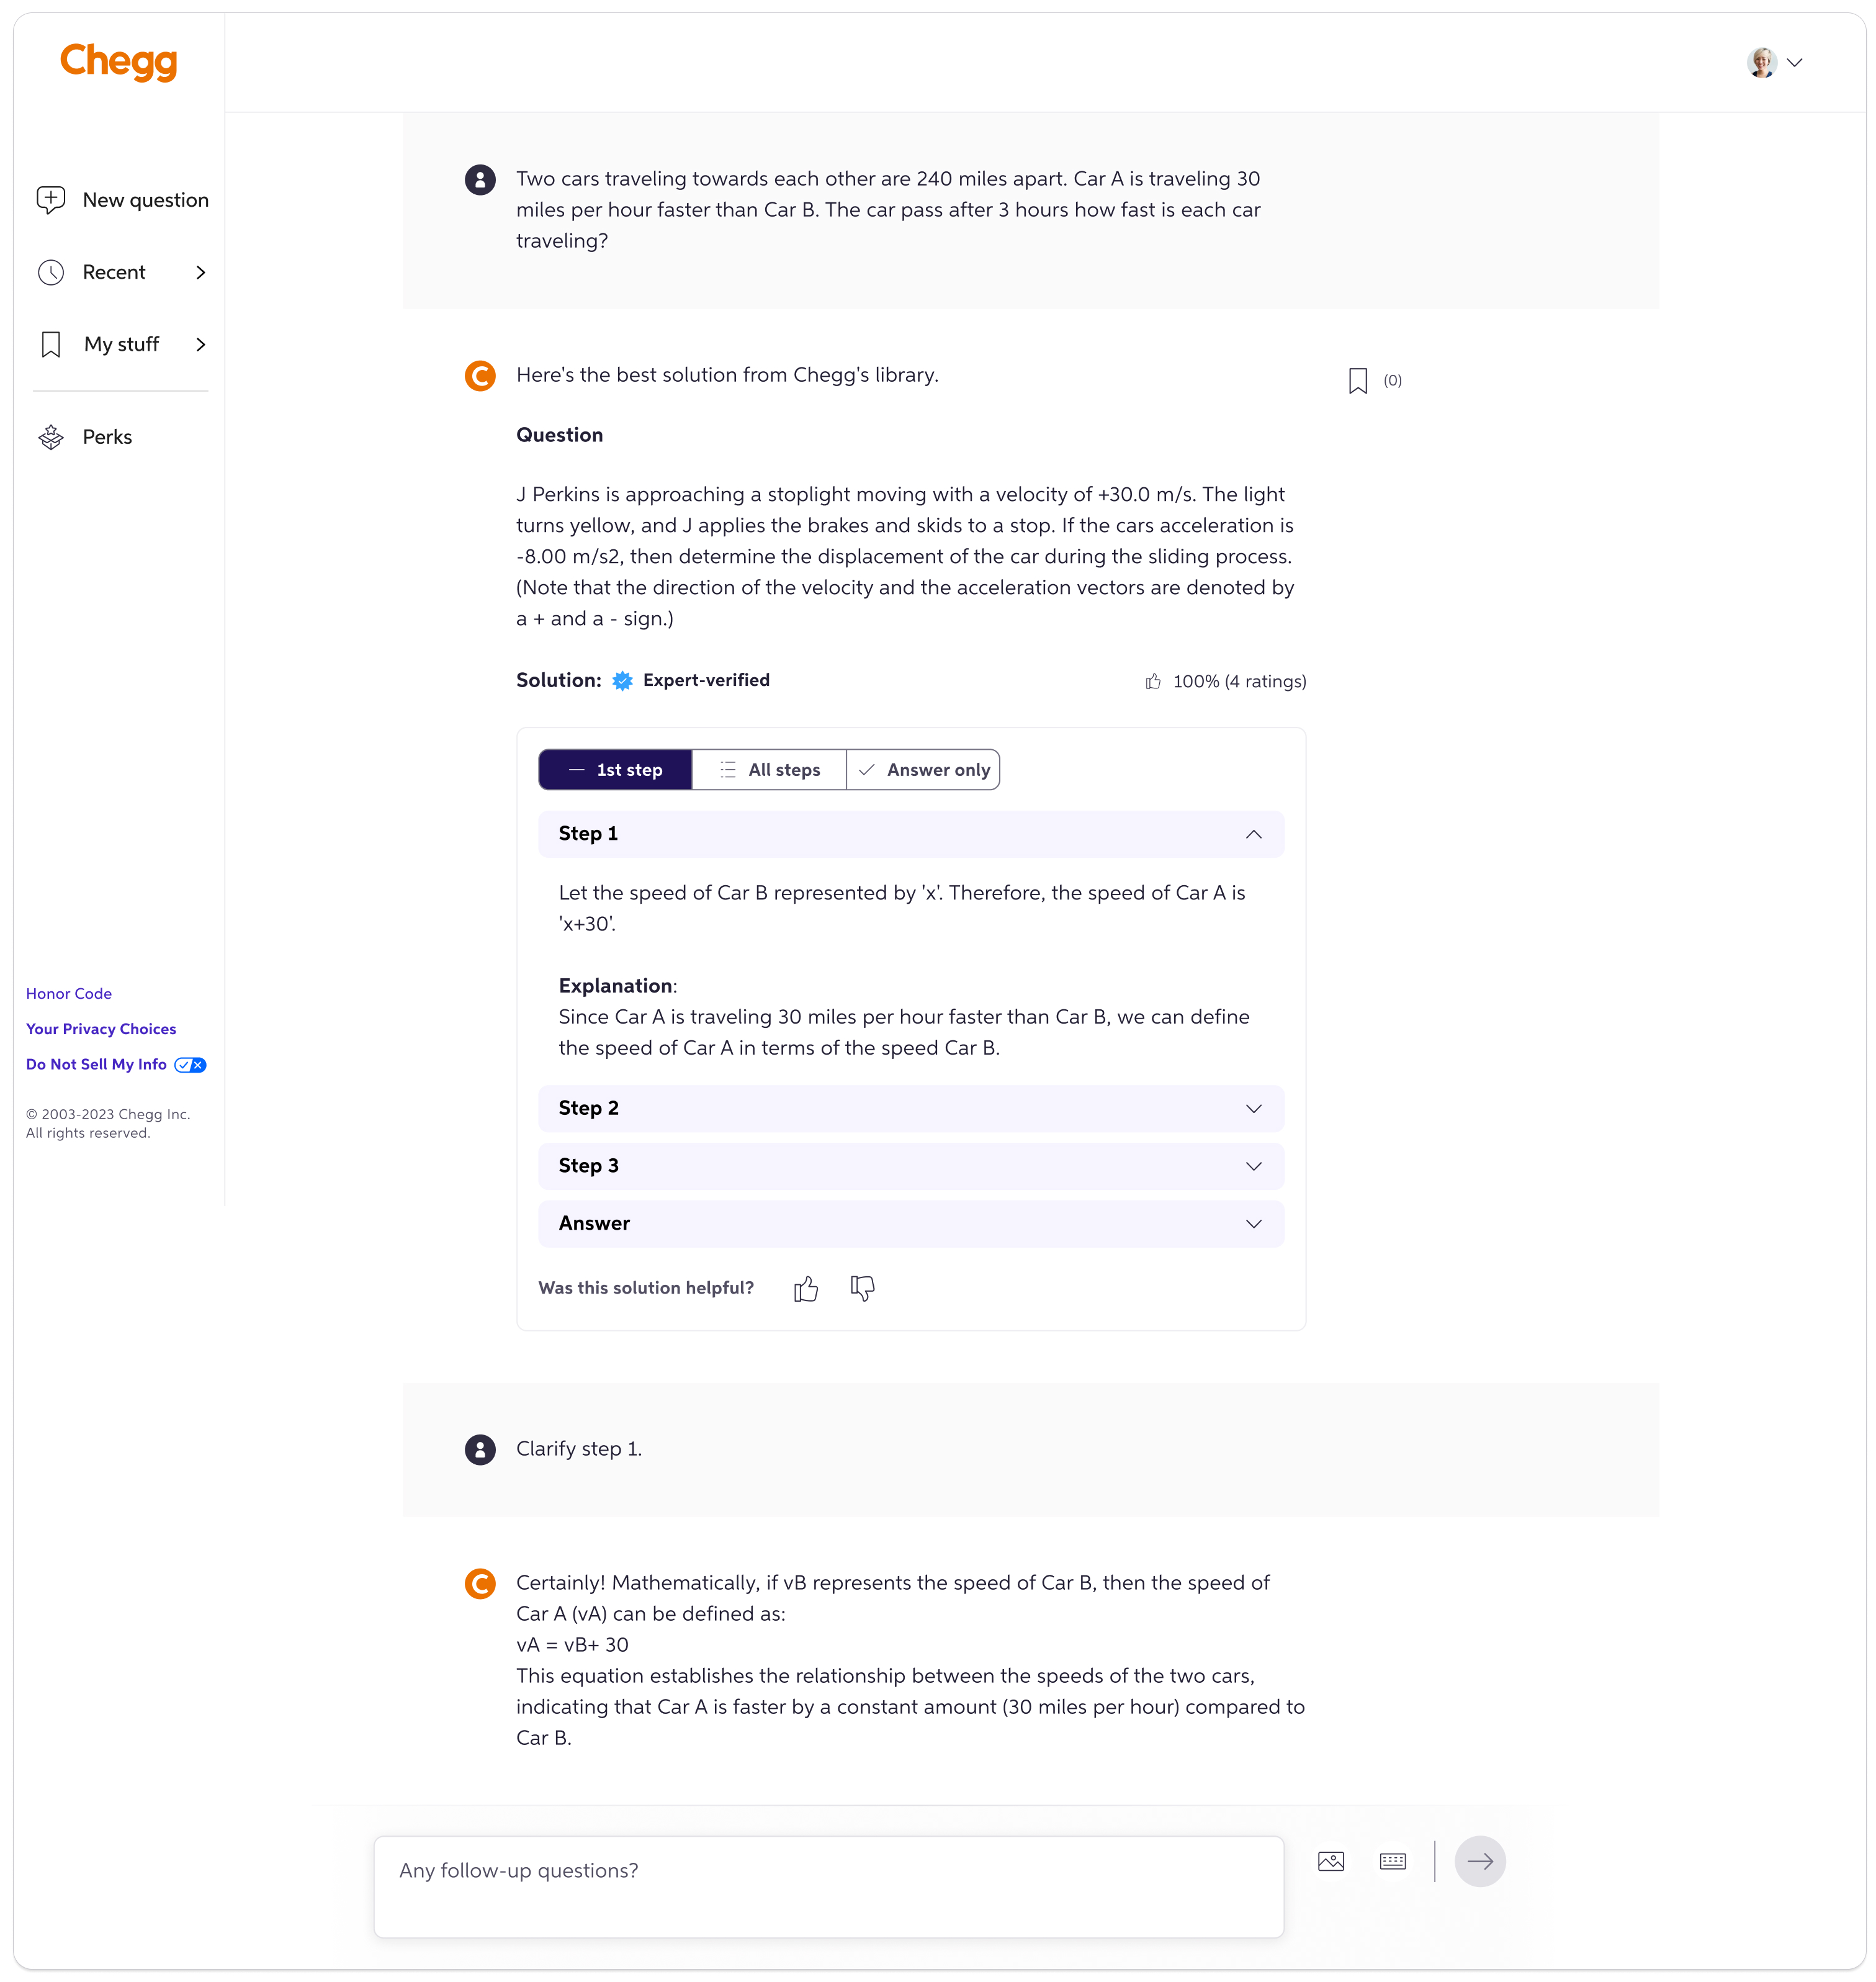 Chegg
New question
Recent
My stuff
Perks
Honor Code
Your Privacy Choices
Do Not Sell My Info
© 2003-2023 Chegg Inc.
All rights reserved.
Two cars traveling towards each other are 240 miles apart. Car A is traveling 30
miles per hour faster than Car B. The car pass after 3 hours how fast is each car
traveling?
Here's the best solution from Chegg's library.
(0)
Question
J Perkins is approaching a stoplight moving with a velocity of +30.0 m/s. The light
turns yellow, and J applies the brakes and skids to a stop. If the cars acceleration is
-8.00 m/s2, then determine the displacement of the car during the sliding process.
(Note that the direction of the velocity and the acceleration vectors are denoted by
a + and a - sign.)
Solution: Expert-verified
100% (4 ratings)
1st step All steps Answer only
Step 1
Let the speed of Car B represented by 'x'. Therefore, the speed of Car A is
'x+30'.
Explanation:
Since Car A is traveling 30 miles per hour faster than Car B, we can define
the speed of Car A in terms of the speed Car B.
Step 2
Step 3
Answer
Was this solution helpful?
Clarify step 1.
C
Certainly! Mathematically, if vB represents the speed of Car B, then the speed of
Car A (vA) can be defined as:
vA = vB+ 30
This equation establishes the relationship between the speeds of the two cars,
indicating that Car A is faster by a constant amount (30 miles per hour) compared to
Car B.
Any follow-up questions?